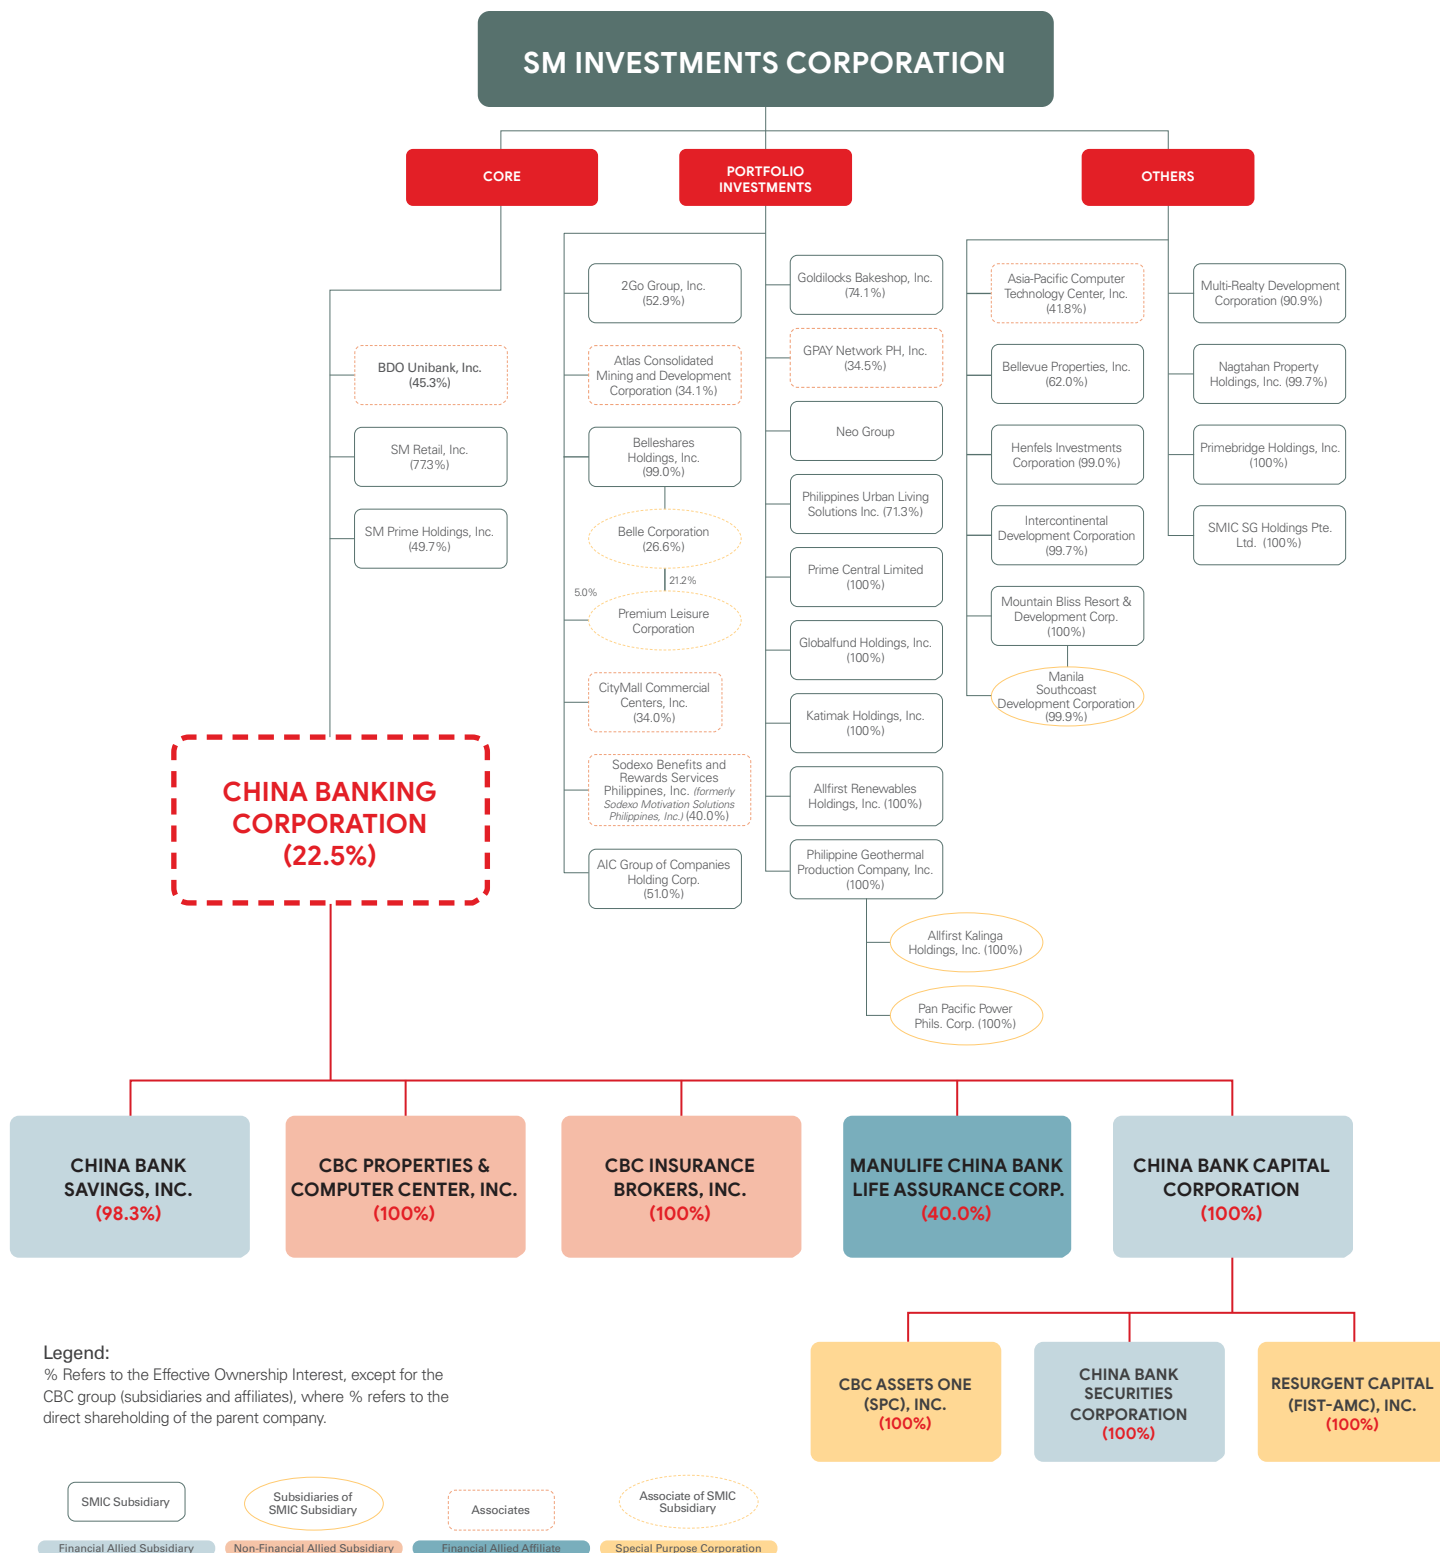 SM INVESTMENTS CORPORATION
CORE
PORTFOLIO
INVESTMENTS
OTHERS
BDO Unibank, Inc.
(45.3%)
SM Retail, Inc.
(77.3%)
SM Prime Holdings, Inc.
(49.7%)
2Go Group, Inc.
(52.9%)
Atlas Consolidated
Mining and Development
Corporation (34.1%)
Belleshares
Holdings, Inc.
(99.0%)
Belle Corporation
(26.6%)
21.2%
5.0%
Premium Leisure
Corporation
CityMall Commercial
Centers, Inc.
(34.0%)
Sodexo Benefits and
Rewards Services
Philippines, Inc. (formerly
Sodexo Motivation Solutions
Philippines, Inc.) (40.0%)
AIC Group of Companies
Holding Corp.
(51.0%)
Goldilocks Bakeshop, Inc.
(74.1%)
GPAY Network PH, Inc.
(34.5%)
Neo Group
Philippines Urban Living
Solutions Inc. (71.3%)
Prime Central Limited
(100%)
Globalfund Holdings, Inc.
(100%)
Katimak Holdings, Inc.
(100%)
Allfirst Renewables
Holdings, Inc. (100%)
Philippine Geothermal
Production Company, Inc.
(100%)
Allfirst Kalinga
Holdings, Inc. (100%)
Pan Pacific Power
Phils. Corp. (100%)
Asia-Pacific Computer
Technology Center, Inc.
(41.8%)
Bellevue Properties, Inc.
(62.0%)
Henfels Investments
Corporation (99.0%)
Intercontinental
Development Corporation
(99.7%)
Mountain Bliss Resort &
Development Corp.
(100%)
Manila
Southcoast
Development Corporation
(99.9%)
Multi-Realty Development
Corporation (90.9%)
Nagtahan Property
Holdings, Inc. (99.7%)
Primebridge Holdings, Inc.
(100%)
SMIC SG Holdings Pte.
Ltd. (100%)
CHINA BANKING
CORPORATION
(22.5%)
CHINA BANK
SAVINGS, INC.
(98.3%)
CBC PROPERTIES &
COMPUTER CENTER, INC.
(100%)
CBC INSURANCE
BROKERS, INC.
(100%)
MANULIFE CHINA BANK
LIFE ASSURANCE CORP.
(40.0%)
CHINA BANK CAPITAL
CORPORATION
(100%)
CBC ASSETS ONE
(SPC), INC.
(100%)
CHINA BANK
SECURITIES
CORPORATION
(100%)
RESURGENT CAPITAL
(FIST-AMC), INC.
(100%)
Legend:
% Refers to the Effective Ownership Interest, except for the
CBC group (subsidiaries and affiliates), where % refers to the
direct shareholding of the parent company.
SMIC Subsidiary
Subsidiaries of
SMIC Subsidiary
Associates
Associate of SMIC
Subsidiary
Financial Allied Subsidiary
Non-Financial Allied Subsidiary
Financial Allied Affiliate
Special Purpose Corporation